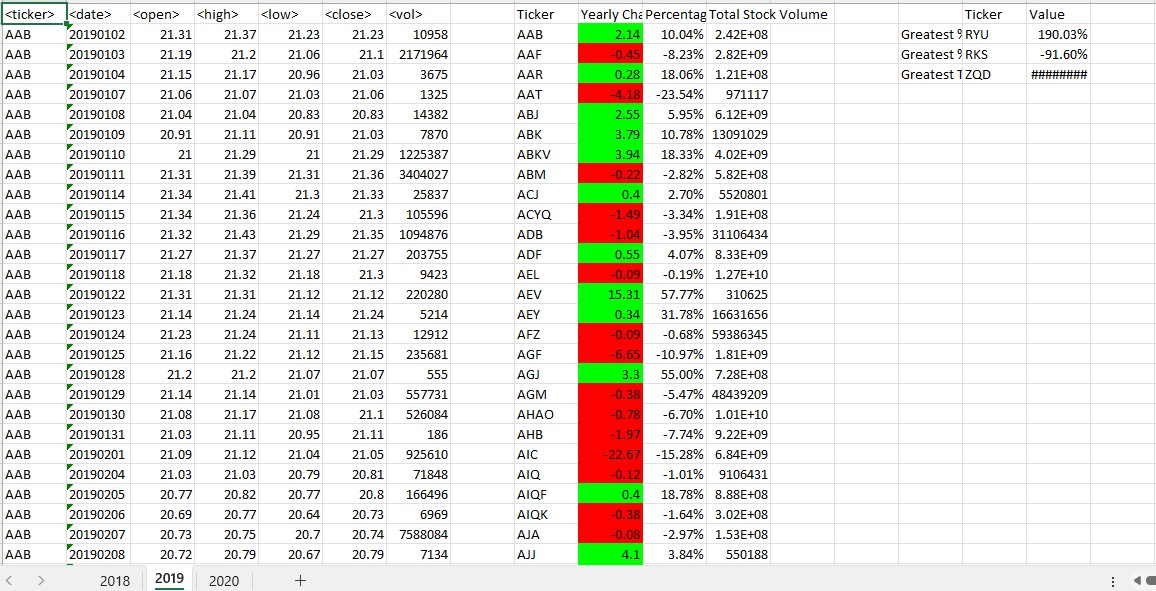 <ticker> <date> <open> <high> <low> <close> <vol> Ticker Yearly Cha Percentag Total Stock Volume Ticker Value
AAB 20190102 21.31 21.37 21.23 21.23 10958 AAB 2.14 10.04% 2.42E+08 Greatest % RYU 190.03%
AAB 20190103 21.19 21.2 21.06 21.1 2171964 AAF -0.45 -8.23% 2.82E+09 Greatest % RKS -91.60%
AAB 20190104 21.15 21.17 20.96 21.03 3675 AAR 0.28 18.06% 1.21E+08 Greatest T ZQD ########
AAB 20190107 21.06 21.07 21.03 21.06 1325 AAT -4.18 -23.54% 971117
AAB 20190108 21.04 21.04 20.83 20.83 14382 ABJ 2.55 5.95% 6.12E+09
AAB 20190109 20.91 21.11 20.91 21.03 7870 ABK 3.79 10.78% 13091029
AAB 20190110 21 21.29 21 21.29 1225387 ABKV 3.94 18.33% 4.02E+09
AAB 20190111 21.31 21.39 21.31 21.36 3404027 ABM -0.22 -2.82% 5.82E+08
AAB 20190114 21.34 21.41 21.3 21.33 25837 ACJ 0.4 2.70% 5520801
AAB 20190115 21.34 21.36 21.24 21.3 105596 ACYQ -1.49 -3.34% 1.91E+08
AAB 20190116 21.32 21.43 21.29 21.35 1094876 ADB -1.04 -3.95% 31106434
AAB 20190117 21.27 21.37 21.27 21.27 203755 ADF 0.55 4.07% 8.33E+09
AAB 20190118 21.18 21.32 21.18 21.3 9423 AEL -0.09 -0.19% 1.27E+10
AAB 20190122 21.31 21.31 21.12 21.12 220280 AEV 15.31 57.77% 310625
AAB 20190123 21.14 21.24 21.14 21.24 5214 AEY 0.34 31.78% 16631656
AAB 20190124 21.23 21.24 21.11 21.13 12912 AFZ -0.09 -0.68% 59386345
AAB 20190125 21.16 21.22 21.12 21.15 235681 AGF -6.65 -10.97% 1.81E+09
AAB 20190128 21.2 21.2 21.07 21.07 555 AGJ 3.3 55.00% 7.28E+08
AAB 20190129 21.14 21.14 21.01 21.03 557731 AGM -0.38 -5.47% 48439209
AAB 20190130 21.08 21.17 21.08 21.1 526084 AHAO -0.78 -6.70% 1.01E+10
AAB 20190131 21.03 21.11 20.95 21.11 186 AHB -1.97 -7.74% 9.22E+09
AAB 20190201 21.09 21.12 21.04 21.05 925610 AIC -22.67 -15.28% 6.84E+09
AAB 20190204 21.03 21.03 20.79 20.81 71848 AIQ -0.12 -1.01% 9106431
AAB 20190205 20.77 20.82 20.77 20.8 166496 AIQF 0.4 18.78% 8.88E+08
AAB 20190206 20.69 20.77 20.64 20.73 6969 AIQK -0.38 -1.64% 3.02E+08
AAB 20190207 20.73 20.75 20.7 20.74 7588084 AJA -0.08 -2.97% 1.53E+08
AAB 20190208 20.72 20.79 20.67 20.79 7134 AJJ 4.1 3.84% 550188
2018 2019 2020